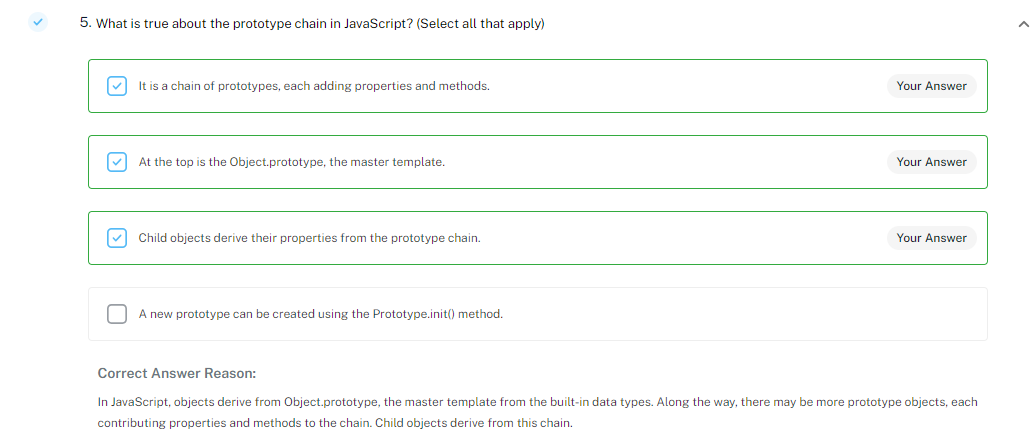 5. What is true about the prototype chain in JavaScript? (Select all that apply)
It is a chain of prototypes, each adding properties and methods. Your Answer
At the top is the Object.prototype, the master template. Your Answer
Child objects derive their properties from the prototype chain. Your Answer
A new prototype can be created using the Prototype.init() method.
Correct Answer Reason:
In JavaScript, objects derive from Object.prototype, the master template from the built-in data types. Along the way, there may be more prototype objects, each
contributing properties and methods to the chain. Child objects derive from this chain.